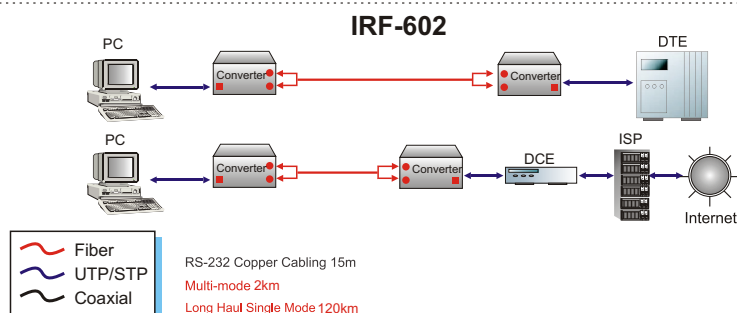 IRF-602
PC
DTE
Converter
Converter
PC
ISP
Converter
Converter
DCE
Internet
Fiber
UTP/STP
Coaxial
RS-232 Copper Cabling 15m
Multi-mode 2km
Long Haul Single Mode 120km